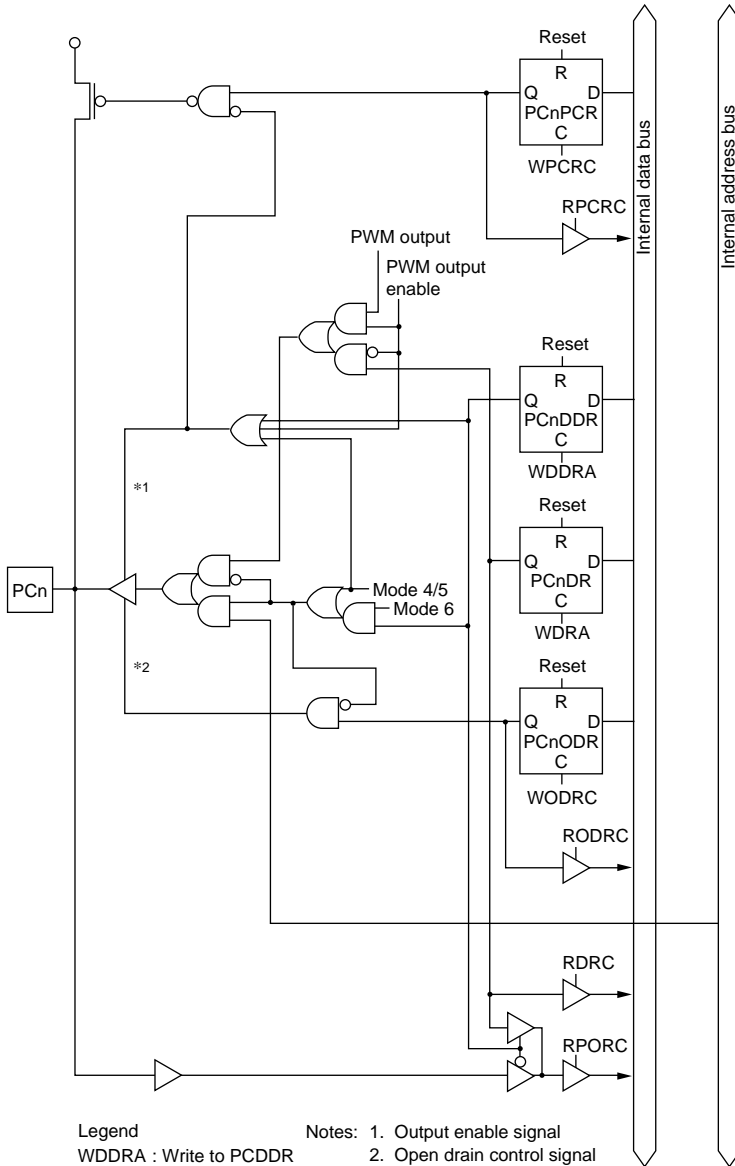 Reset
R
Q D
PCnPCR
C
WPCRC
RPCRC
Internal data bus
Internal address bus
PWM output
PWM output
enable
Reset
R
Q D
PCnDDR
C
WDDRA
*1
Reset
R
Q D
PCnDR
C
WDRA
PCn
Mode 4/5
Mode 6
*2
Reset
R
Q D
PCnODR
C
WODRC
RODRC
RDRC
RPORC
Legend
WDDRA : Write to PCDDR
Notes: 1. Output enable signal
2. Open drain control signal